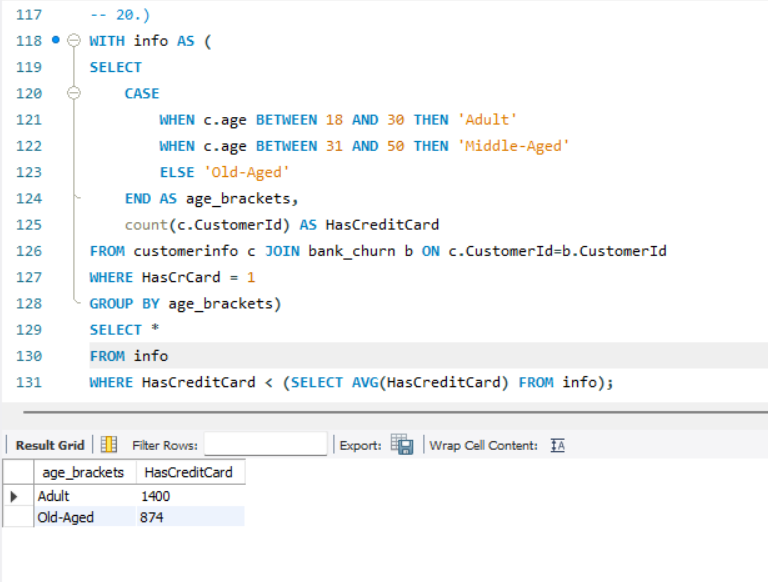 117 -- 20.)
118 WITH info AS (
119 SELECT
120 CASE
121 WHEN c.age BETWEEN 18 AND 30 THEN 'Adult'
122 WHEN c.age BETWEEN 31 AND 50 THEN 'Middle-Aged'
123 ELSE 'Old-Aged'
124 END AS age_brackets,
125 count(c.CustomerId) AS HasCreditCard
126 FROM customerinfo c JOIN bank_churn b ON c.CustomerId=b.CustomerId
127 WHERE HasCrCard = 1
128 GROUP BY age_brackets)
129 SELECT *
130 FROM info
131 WHERE HasCreditCard < (SELECT AVG(HasCreditCard) FROM info);
Result Grid Filter Rows: Export: Wrap Cell Content: IA
age_brackets HasCreditCard
Adult 1400
Old-Aged 874